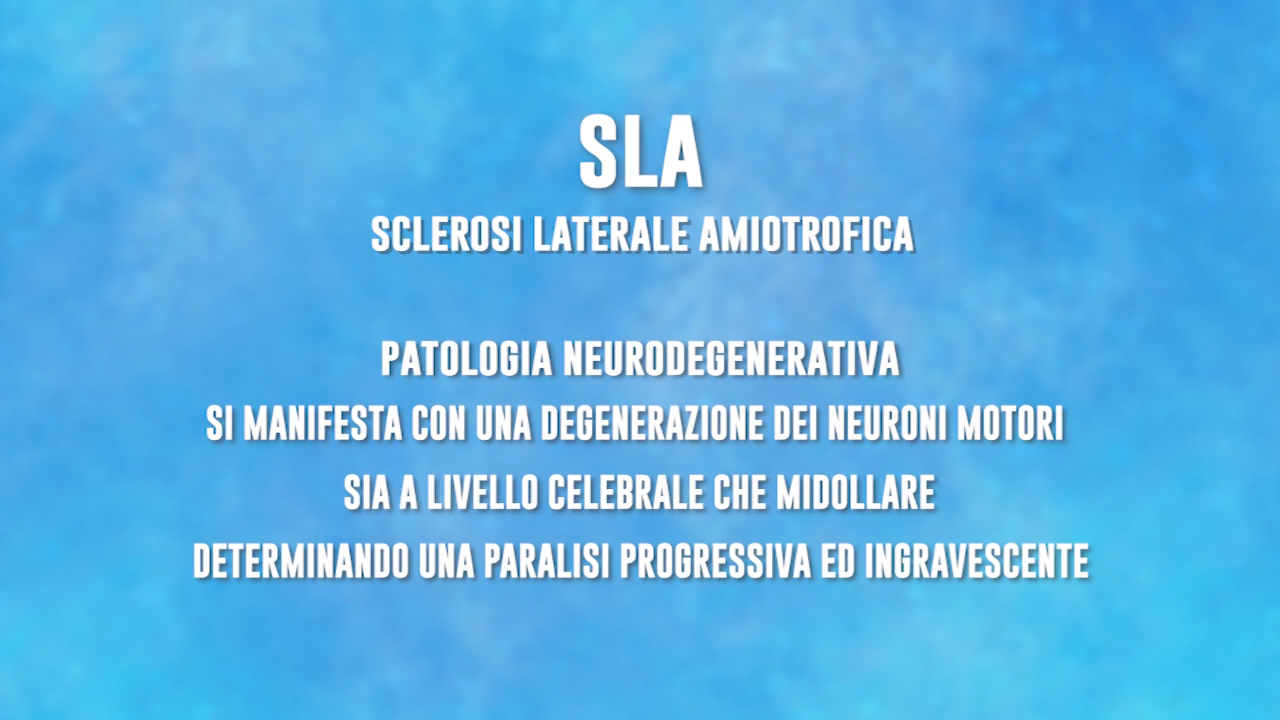 SLA
SCLEROSI LATERALE AMIOTROFICA
PATOLOGIA NEURODEGENERATIVA
SI MANIFESTA CON UNA DEGENERAZIONE DEI NEURONI MOTORI
SIA A LIVELLO CELEBRALE CHE MIDOLLARE
DETERMINANDO UNA PARALISI PROGRESSIVA ED INGRAVESCENTE